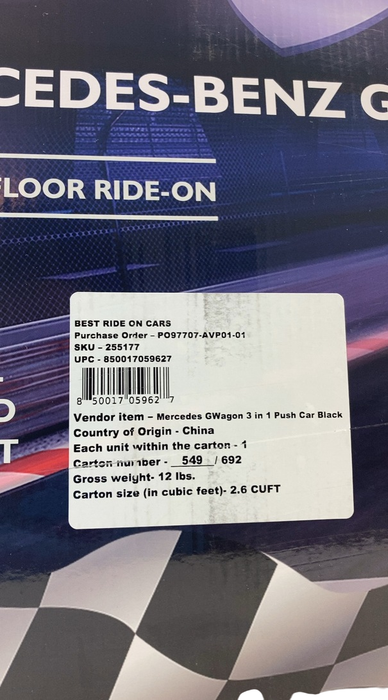 CEDES-BENZ G
FLOOR RIDE-ON
D
T
BEST RIDE ON CARS
Purchase Order - PO97707-AVP01-01
SKU - 255177
UPC - 850017059627
8 50017 05962 7
Vendor item - Mercedes GWagon 3 in 1 Push Car Black
Country of Origin - China
Each unit within the carton - 1
Carton number - 549 / 692
Gross weight- 12 lbs.
Carton size (in cubic feet)- 2.6 CUFT